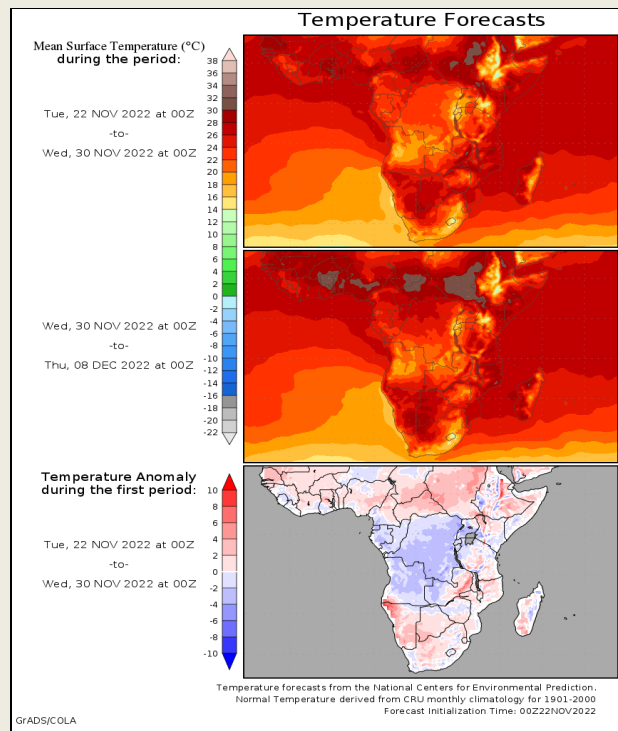 Temperature Forecasts
Mean Surface Temperature (°C)
during the period:
Tue, 22 NOV 2022 at 00Z
-to-
Wed, 30 NOV 2022 at 00Z
38
36
34
32
30
28
26
24
22
20
18
16
14
12
10
8
6
4
2
0
-2
-4
-6
-8
-10
-12
-14
-16
-18
-20
-22
Wed, 30 NOV 2022 at 00Z
-to-
Thu, 08 DEC 2022 at 00Z
Temperature Anomaly
during the first period:
Tue, 22 NOV 2022 at 00Z
-to-
Wed, 30 NOV 2022 at 00Z
10
8
6
4
2
0
-2
-4
-6
-8
-10
Temperature forecasts from the National Centers for Environmental Prediction.
Normal Temperature derived from CRU monthly climatology for 1901-2000
Forecast Initialization Time: 00Z22NOV2022
GrADS/COLA